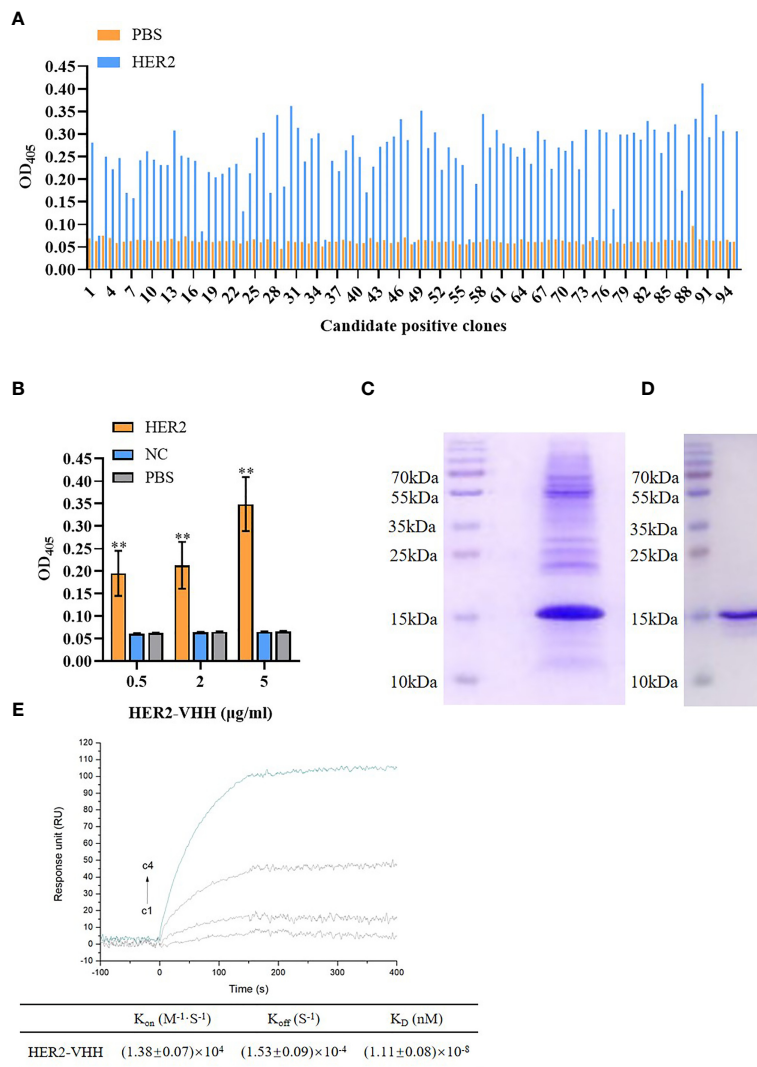 A
PBS
HER2
0.45
0.40
0.35
0.30
0.25
0.20
0.15
0.10
0.05
0.00
OD405
1 4 7 10 13 16 19 22 25 28 31 34 37 40 43 46 49 52 55 58 61 64 67 70 73 76 79 82 85 88 91 94
Candidate positive clones
B
HER2
NC
PBS
0.45
0.40
0.35
0.30
0.25
0.20
0.15
0.10
0.05
0.00
OD405
** ** **
0.5 2 5
HER2-VHH (μg/ml)
C
70kDa
55kDa
35kDa
25kDa
15kDa
10kDa
D
70kDa
55kDa
35kDa
25kDa
15kDa
10kDa
E
120
110
100
90
80
70
60
50
40
30
20
10
0
-10
Response unit (RU)
c4
c1
-100 0 100 200 300 400
Time (s)
Kon (M-1·S-1) Koff (S-1) KD (nM)
HER2-VHH (1.38±0.07)×10⁴ (1.53±0.09)×10⁻⁴ (1.11±0.08)×10⁻⁸